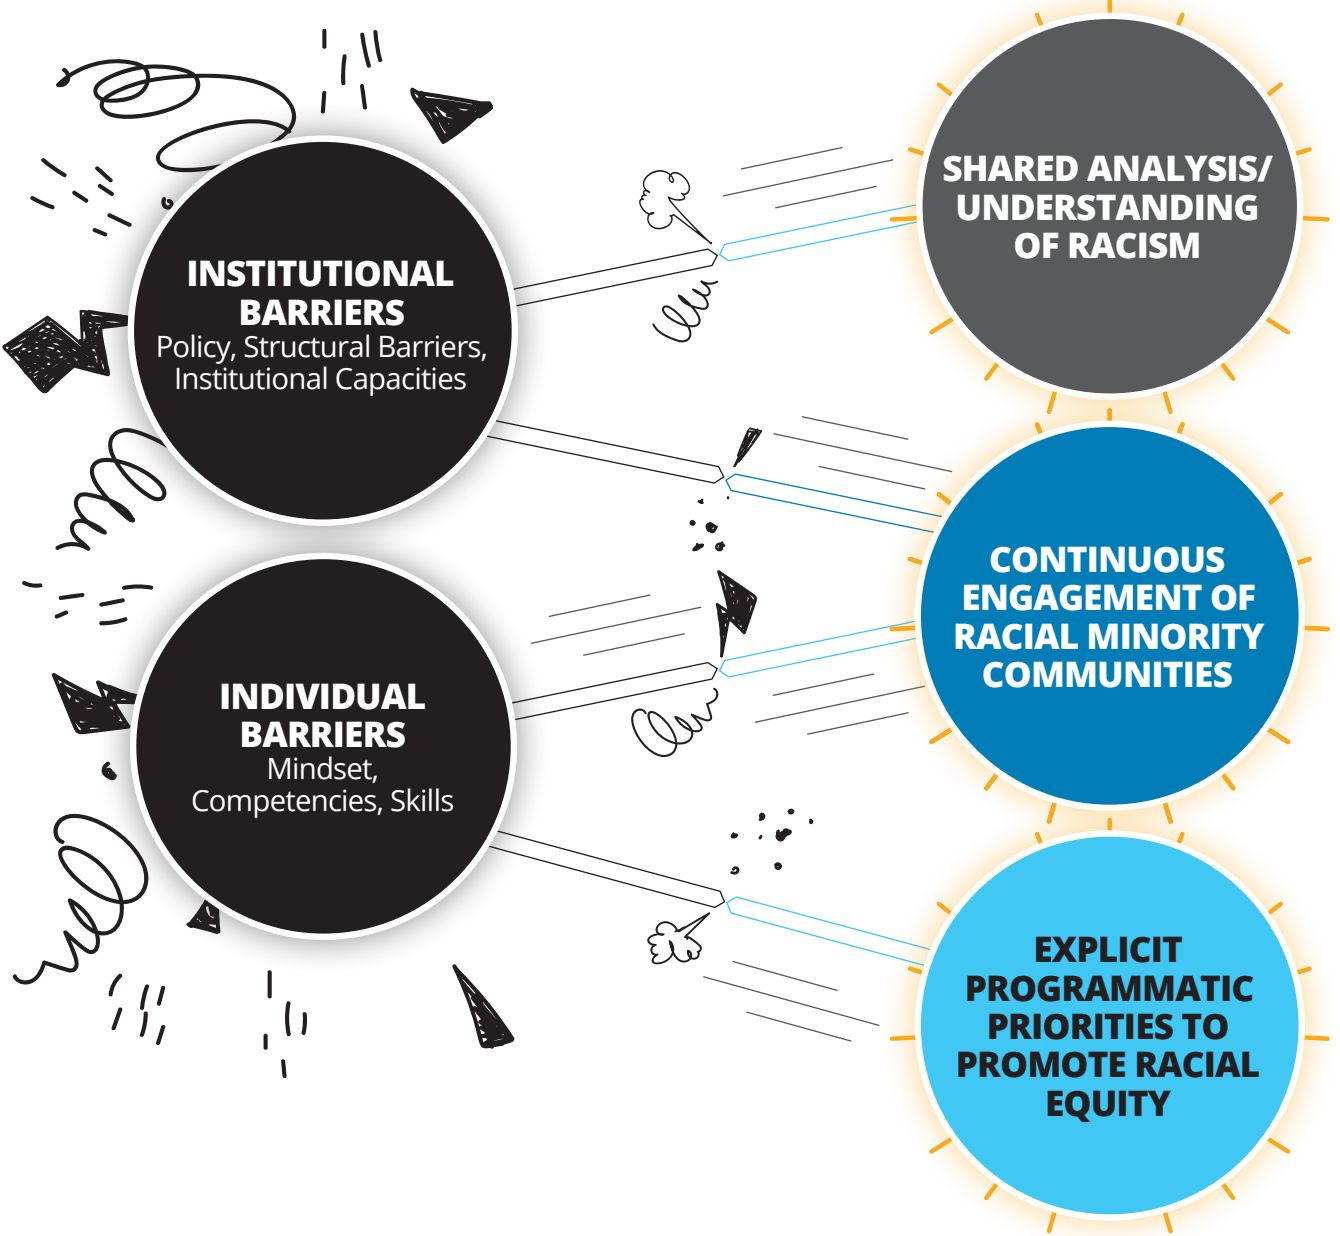 INSTITUTIONAL
BARRIERS
Policy, Structural Barriers,
Institutional Capacities
INDIVIDUAL
BARRIERS
Mindset,
Competencies, Skills
SHARED ANALYSIS/
UNDERSTANDING
OF RACISM
CONTINUOUS
ENGAGEMENT OF
RACIAL MINORITY
COMMUNITIES
EXPLICIT
PROGRAMMATIC
PRIORITIES TO
PROMOTE RACIAL
EQUITY